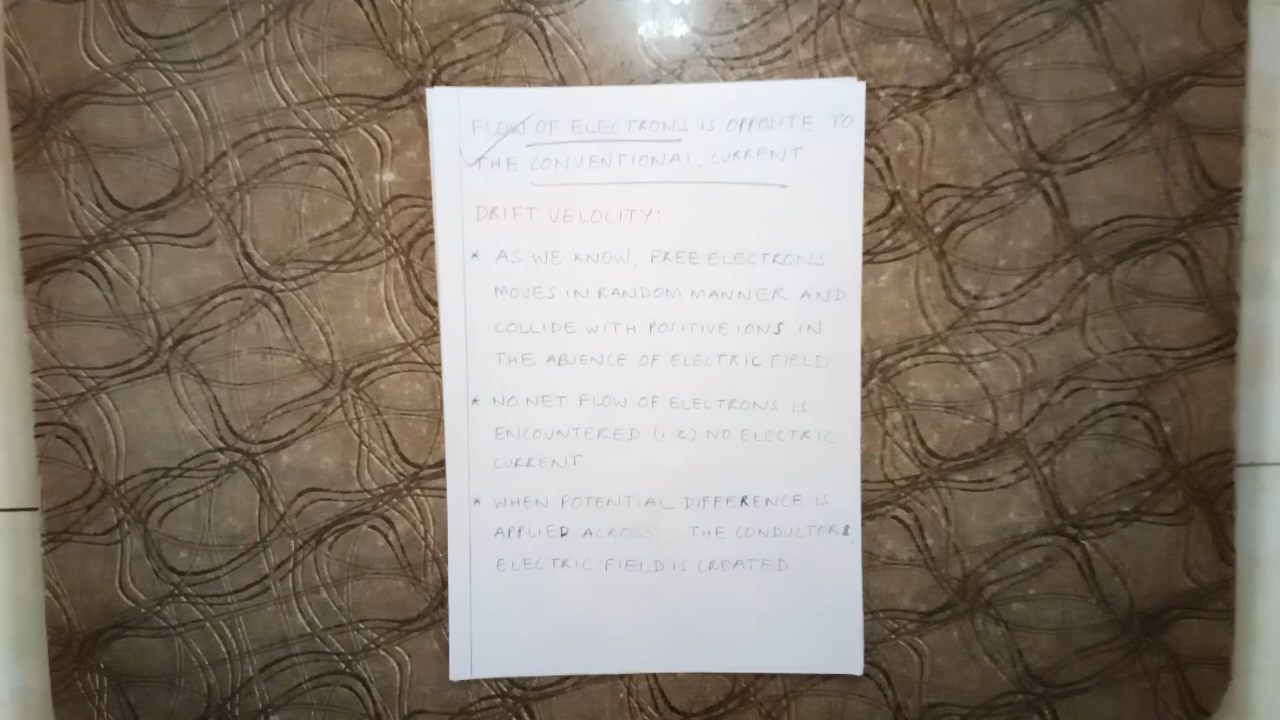 FLOW OF ELECTRONS IS OPPOSITE TO
THE CONVENTIONAL CURRENT.
DRIFT VELOCITY:
* AS WE KNOW, FREE ELECTRONS
MOVES IN RANDOM MANNER AND
COLLIDE WITH POSITIVE IONS IN
THE ABSENCE OF ELECTRIC FIELD
* NO NET FLOW OF ELECTRONS IS
ENCOUNTERED (i.e) NO ELECTRIC
CURRENT
* WHEN POTENTIAL DIFFERENCE IS
APPLIED ACROSS THE CONDUCTORS,
ELECTRIC FIELD IS CREATED